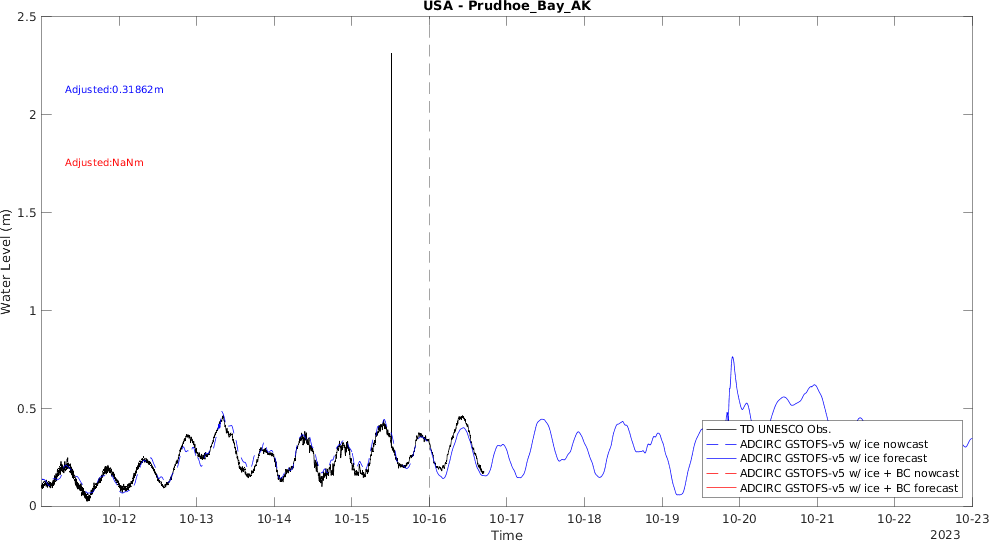 USA - Prudhoe_Bay_AK
2.5
Adjusted:0.31862m
2
Adjusted:NaNm
1.5
Water Level (m)
1
0.5
0
TD UNESCO Obs.
ADCIRC GSTOFS-v5 w/ ice nowcast
ADCIRC GSTOFS-v5 w/ ice forecast
ADCIRC GSTOFS-v5 w/ ice + BC nowcast
ADCIRC GSTOFS-v5 w/ ice + BC forecast
10-12 10-13 10-14 10-15 10-16 10-17 10-18 10-19 10-20 10-21 10-22 10-23
Time
2023